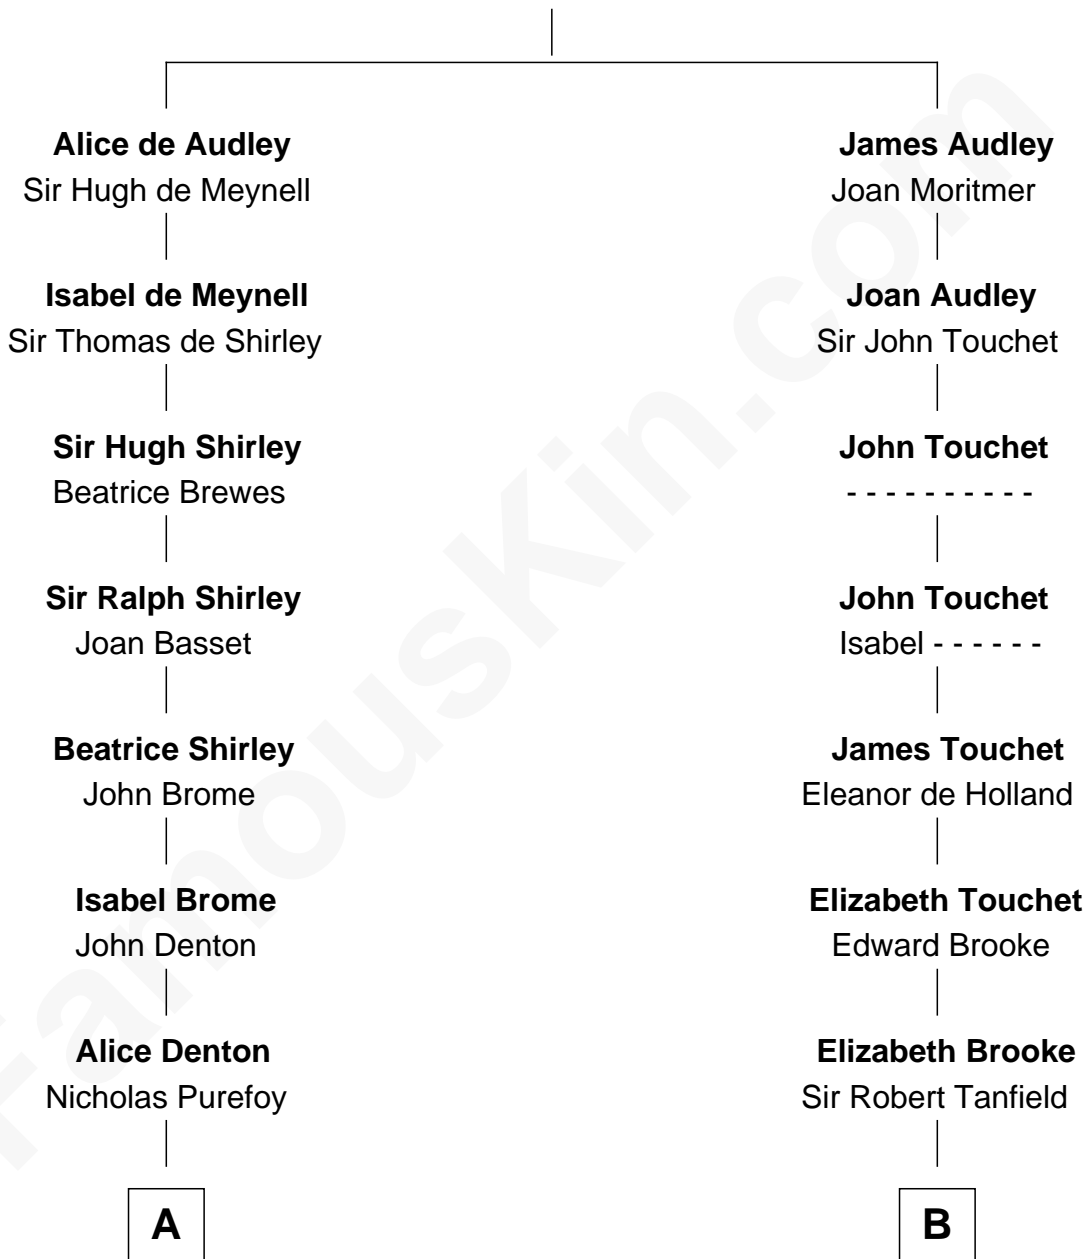 Alice de Audley
Sir Hugh de Meynell
Isabel de Meynell
Sir Thomas de Shirley
Sir Hugh Shirley
Beatrice Brewes
Sir Ralph Shirley
Joan Basset
Beatrice Shirley
John Brome
Isabel Brome
John Denton
Alice Denton
Nicholas Purefoy
A
James Audley
Joan Moritmer
Joan Audley
Sir John Touchet
John Touchet
- - - - - - - - - -
John Touchet
Isabel - - - - - -
James Touchet
Eleanor de Holland
Elizabeth Touchet
Edward Brooke
Elizabeth Brooke
Sir Robert Tanfield
B
FamousKin.com